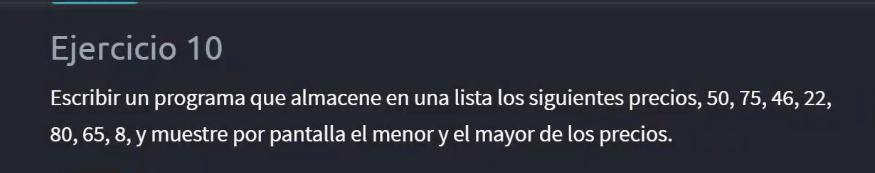 Ejercicio 10
Escribir un programa que almacene en una lista los siguientes precios, 50, 75, 46, 22,
80, 65, 8, y muestre por pantalla el menor y el mayor de los precios.